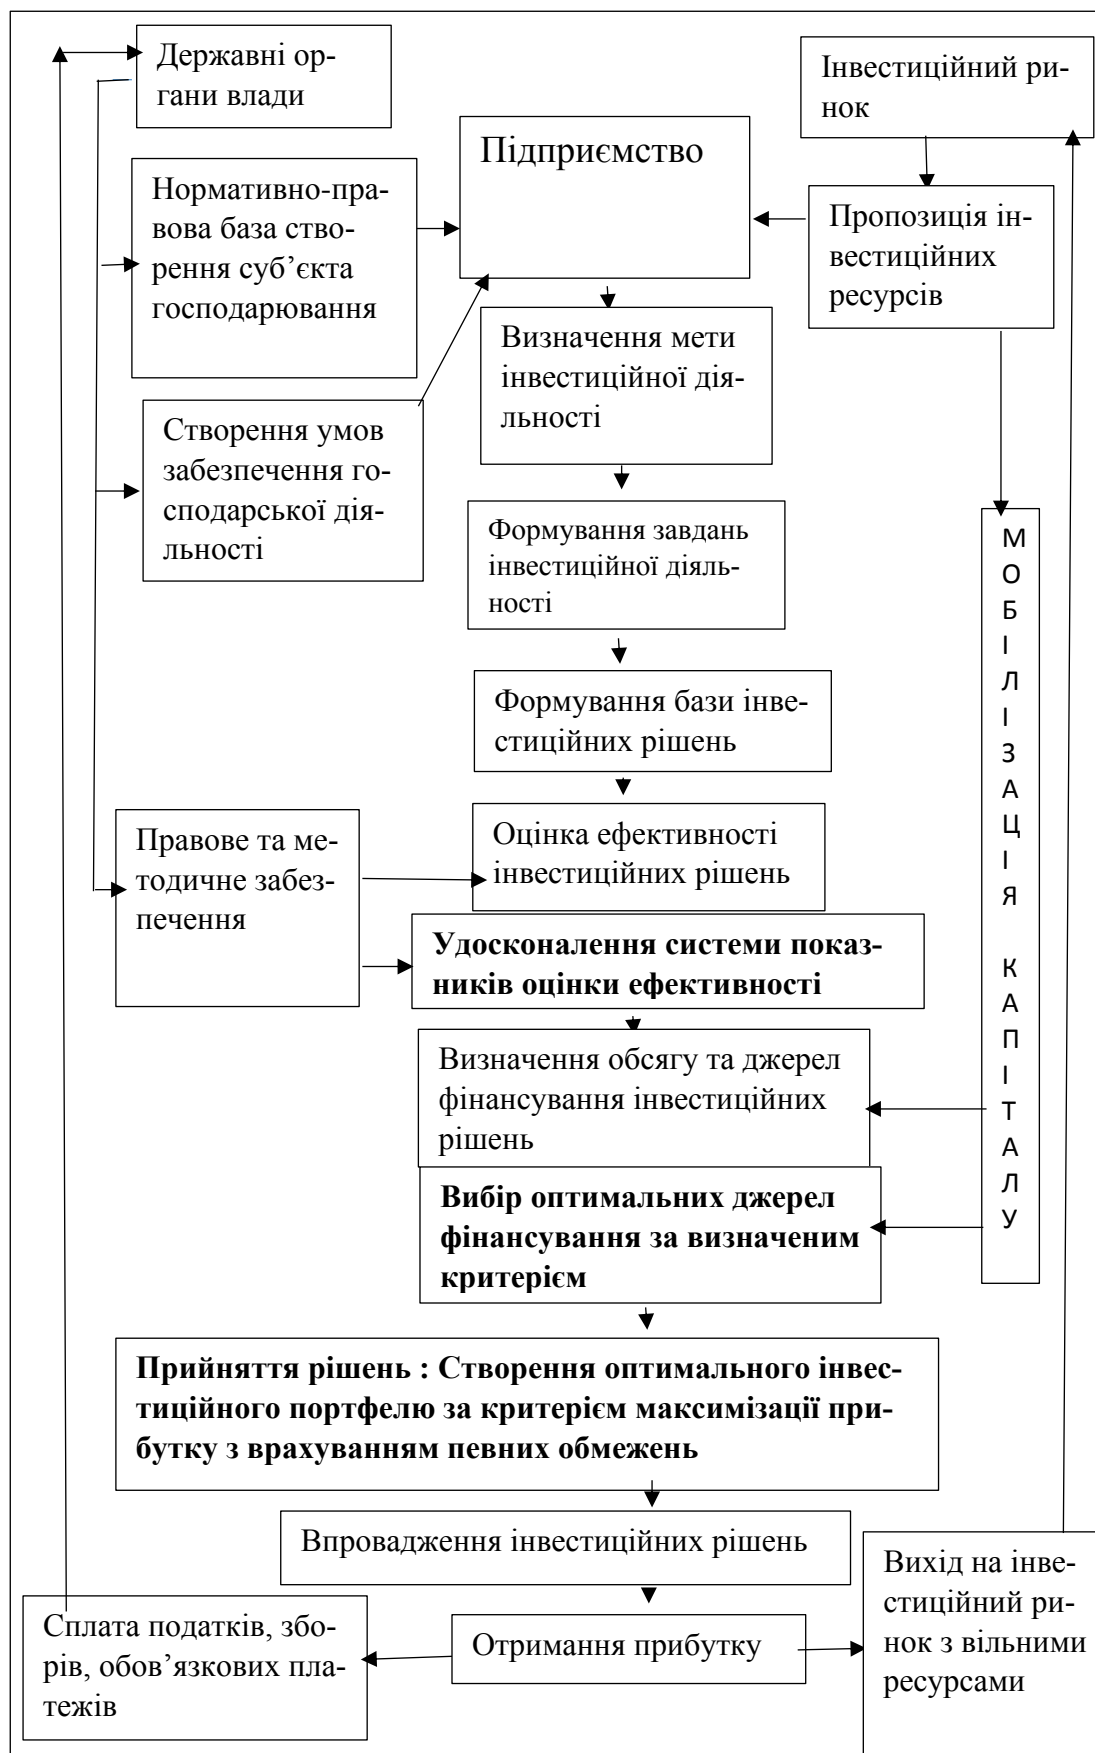 Державні ор-
гани влади
Інвестиційний ри-
нок
Підприємство
Нормативно-пра-
вова база ство-
рення суб’єкта
господарювання
Пропозиція ін-
вестиційних
ресурсів
Визначення мети
інвестиційної дія-
льності
Створення умов
забезпечення го-
сподарської дія-
льності
Формування завдань
інвестиційної діяль-
ності
МОБІЛІЗАЦІЯ КАПІТАЛУ
Формування бази інве-
стиційних рішень
Правове та ме-
тодичне забез-
печення
Оцінка ефективності
інвестиційних рішень
Удосконалення системи показ-
ників оцінки ефективності
Визначення обсягу та джерел
фінансування інвестиційних
рішень
Вибір оптимальних джерел
фінансування за визначеним
критерієм
Прийняття рішень : Створення оптимального інвес-
тиційного портфелю за критерієм максимізації при-
бутку з врахуванням певних обмежень
Впровадження інвестиційних рішень
Сплата податків, збо-
рів, обов’язкових пла-
тежів
Отримання прибутку
Вихід на інве-
стиційний ри-
нок з вільними
ресурсами